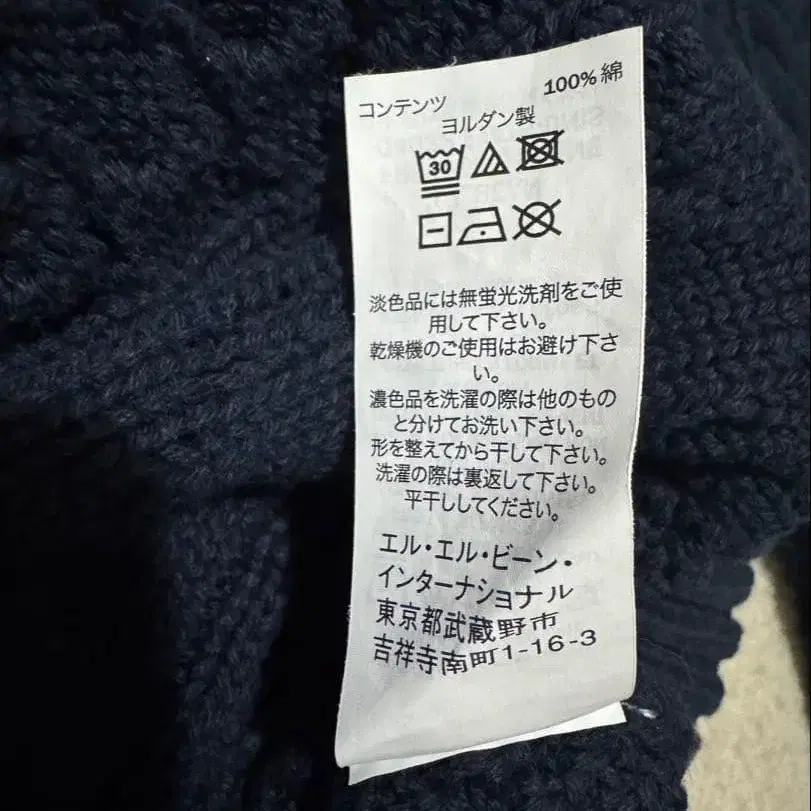 コンテンツ 100% 綿
ヨルダン製
30
淡色品には無蛍光洗剤をご使
用して下さい。
乾燥機のご使用はお避け下さ
い。
濃色品を洗濯の際は他のもの
と分けてお洗い下さい。
形を整えてから干して下さい。
洗濯の際は裏返して下さい。
平干ししてください。
エル・エル・ビーン・
インターナショナル
東京都武蔵野市
吉祥寺南町1-16-3